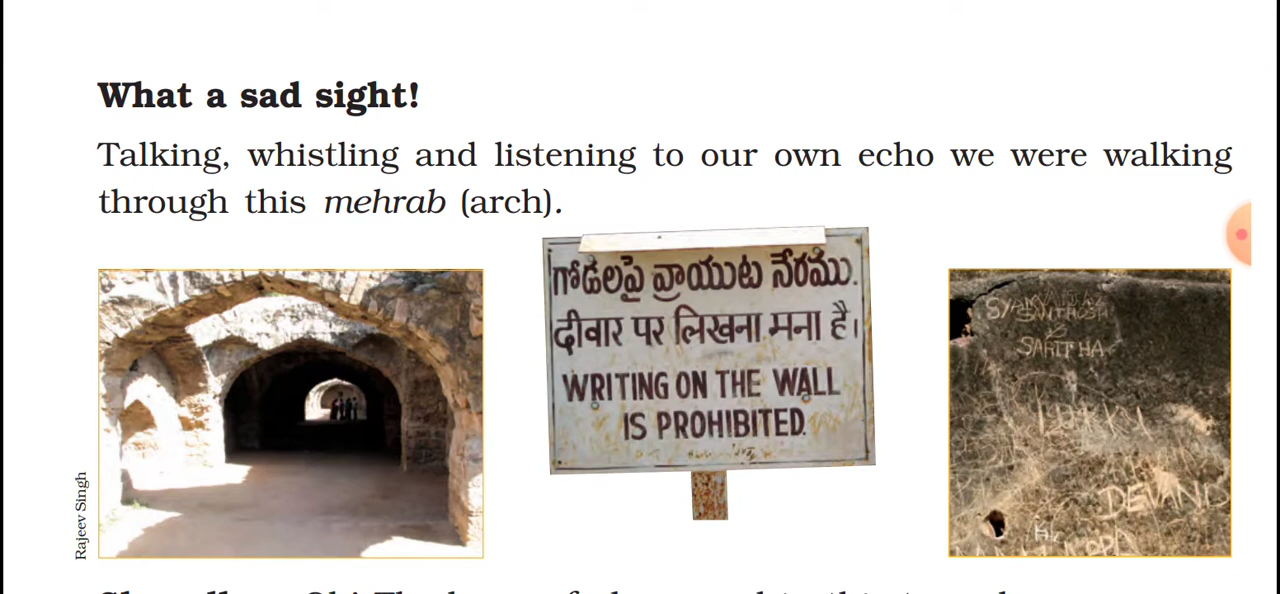 What a sad sight!
Talking, whistling and listening to our own echo we were walking
through this mehrab (arch).
గోడలపై వ్రాయుట నేరము.
दीवार पर लिखना मना है।
WRITING ON THE WALL
IS PROHIBITED.
SANTHOSH
SARITHA
LUCKY
DEVAND
Rajeev Singh